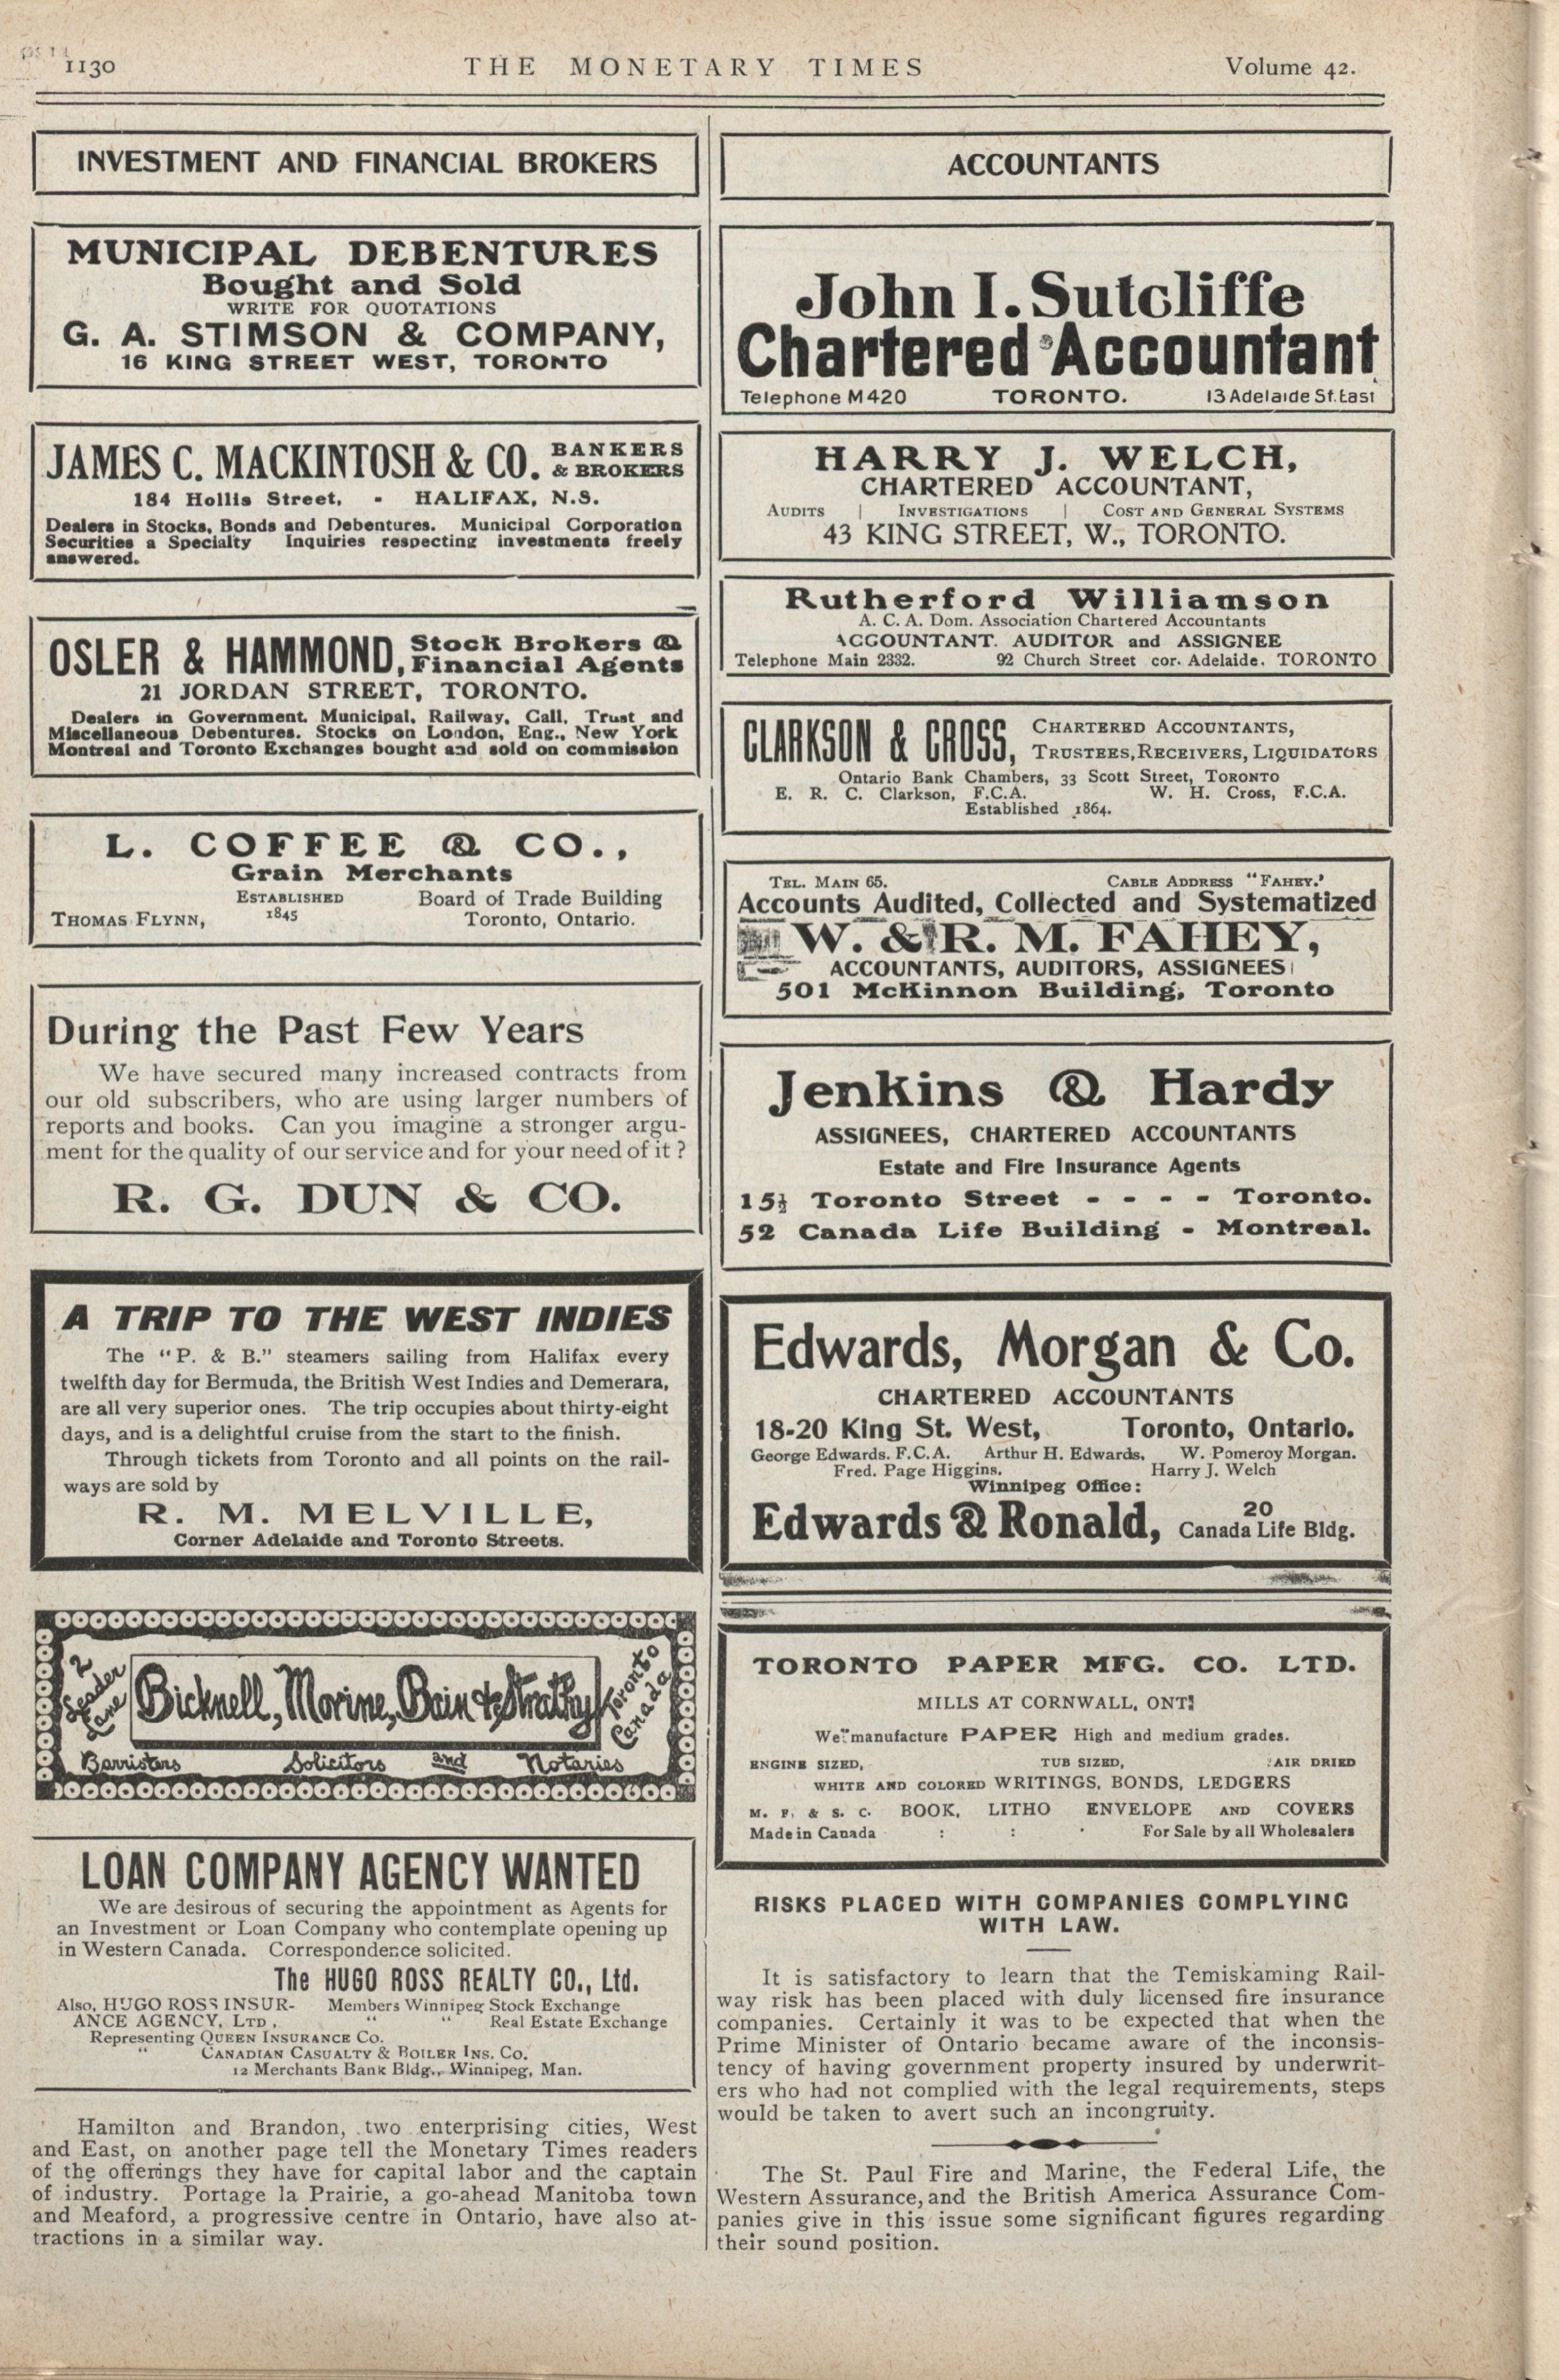 1130
THE MONETARY TIMES
Volume 42.
INVESTMENT AND FINANCIAL BROKERS
MUNICIPAL DEBENTURES
Bought and Sold
WRITE FOR QUOTATIONS
G. A. STIMSON & COMPANY,
16 KING STREET WEST, TORONTO
JAMES C. MACKINTOSH & CO. BANKERS & BROKERS
184 Hollis Street, - HALIFAX, N.S.
Dealers in Stocks, Bonds and Debentures. Municipal Corporation
Securities a Specialty Inquiries respecting investments freely
answered.
OSLER & HAMMOND, Stock Brokers & Financial Agents
21 JORDAN STREET, TORONTO.
Dealers in Government, Municipal, Railway, Call, Trust and
Miscellaneous Debentures. Stocks on London, Eng., New York
Montreal and Toronto Exchanges bought and sold on commission
L. COFFEE & CO.,
Grain Merchants
ESTABLISHED 1845
Board of Trade Building
THOMAS FLYNN,
Toronto, Ontario.
During the Past Few Years
We have secured many increased contracts from
our old subscribers, who are using larger numbers of
reports and books. Can you imagine a stronger argu-
ment for the quality of our service and for your need of it ?
R. G. DUN & CO.
A TRIP TO THE WEST INDIES
The "P. & B." steamers sailing from Halifax every
twelfth day for Bermuda, the British West Indies and Demerara,
are all very superior ones. The trip occupies about thirty-eight
days, and is a delightful cruise from the start to the finish.
Through tickets from Toronto and all points on the rail-
ways are sold by
R. M. MELVILLE,
Corner Adelaide and Toronto Streets.
2 Leader Lane
Bicknell, Morine, Bain & Strathy
Toronto Canada
Barristers Solicitors and Notaries
LOAN COMPANY AGENCY WANTED
We are desirous of securing the appointment as Agents for
an Investment or Loan Company who contemplate opening up
in Western Canada. Correspondence solicited.
The HUGO ROSS REALTY CO., Ltd.
Also, HUGO ROSS INSUR- Members Winnipeg Stock Exchange
ANCE AGENCY, LTD, " " Real Estate Exchange
Representing QUEEN INSURANCE CO.
" CANADIAN CASUALTY & BOILER INS. CO.
12 Merchants Bank Bldg., Winnipeg, Man.
Hamilton and Brandon, two enterprising cities, West
and East, on another page tell the Monetary Times readers
of the offerings they have for capital labor and the captain
of industry. Portage la Prairie, a go-ahead Manitoba town
and Meaford, a progressive centre in Ontario, have also at-
tractions in a similar way.
ACCOUNTANTS
John I. Sutcliffe
Chartered Accountant
Telephone M 420 TORONTO. 13 Adelaide St. East
HARRY J. WELCH,
CHARTERED ACCOUNTANT,
AUDITS | INVESTIGATIONS | COST AND GENERAL SYSTEMS
43 KING STREET, W., TORONTO.
Rutherford Williamson
A. C. A. Dom. Association Chartered Accountants
ACCOUNTANT. AUDITOR and ASSIGNEE
Telephone Main 2332. 92 Church Street cor. Adelaide. TORONTO
CLARKSON & CROSS, CHARTERED ACCOUNTANTS,
TRUSTEES, RECEIVERS, LIQUIDATORS
Ontario Bank Chambers, 33 Scott Street, TORONTO
E. R. C. Clarkson, F.C.A. W. H. Cross, F.C.A.
Established 1864.
TEL. MAIN 65. CABLE ADDRESS "FAHEY."
Accounts Audited, Collected and Systematized
W. & R. M. FAHEY,
ACCOUNTANTS, AUDITORS, ASSIGNEES
501 McKinnon Building, Toronto
Jenkins & Hardy
ASSIGNEES, CHARTERED ACCOUNTANTS
Estate and Fire Insurance Agents
15½ Toronto Street - - - - Toronto.
52 Canada Life Building - Montreal.
Edwards, Morgan & Co.
CHARTERED ACCOUNTANTS
18-20 King St. West, Toronto, Ontario.
George Edwards. F.C.A. Arthur H. Edwards. W. Pomeroy Morgan.
Fred. Page Higgins. Harry J. Welch
Winnipeg Office:
Edwards & Ronald, 20 Canada Life Bldg.
TORONTO PAPER MFG. CO. LTD.
MILLS AT CORNWALL, ONT.
We manufacture PAPER High and medium grades.
ENGINE SIZED, TUB SIZED, AIR DRIED
WHITE AND COLORED WRITINGS, BONDS, LEDGERS
M. F. & S. C. BOOK, LITHO ENVELOPE AND COVERS
Made in Canada : : · For Sale by all Wholesalers
RISKS PLACED WITH COMPANIES COMPLYING
WITH LAW.
It is satisfactory to learn that the Temiskaming Rail-
way risk has been placed with duly licensed fire insurance
companies. Certainly it was to be expected that when the
Prime Minister of Ontario became aware of the inconsis-
tency of having government property insured by underwrit-
ers who had not complied with the legal requirements, steps
would be taken to avert such an incongruity.
The St. Paul Fire and Marine, the Federal Life, the
Western Assurance, and the British America Assurance Com-
panies give in this issue some significant figures regarding
their sound position.